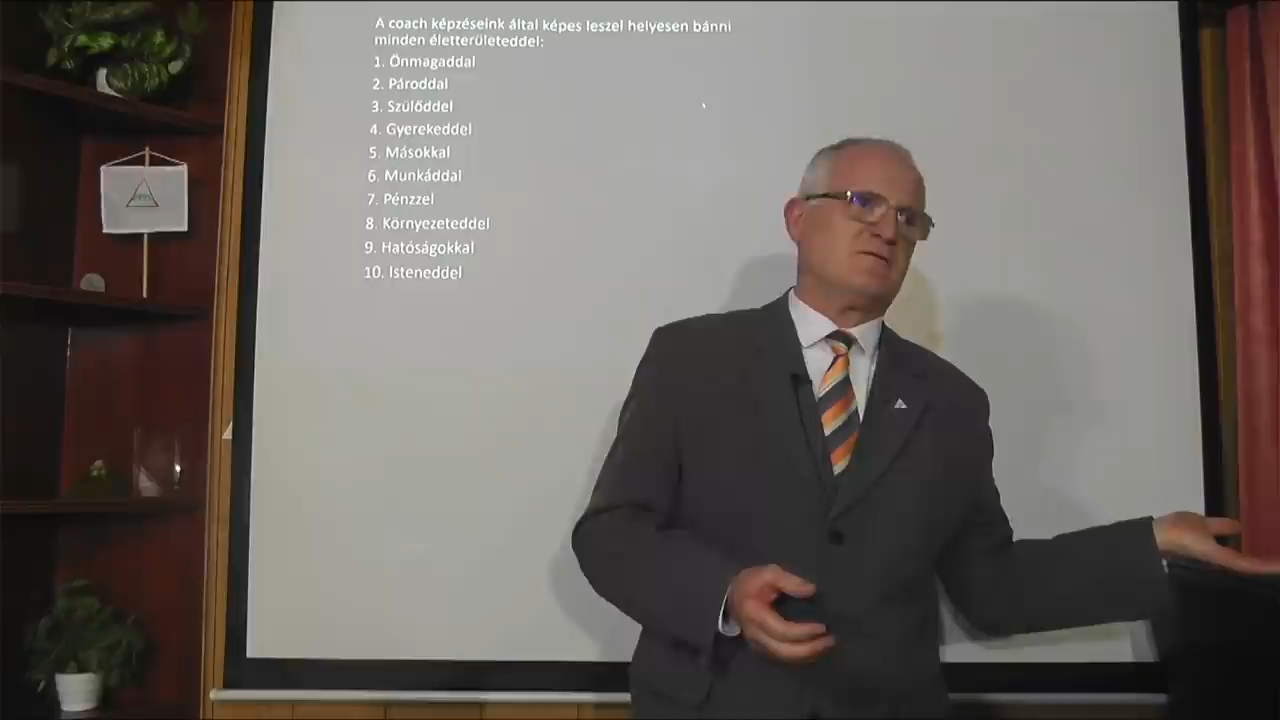 A coach képzéseink által képes leszel helyesen bánni
minden életterületeddel:
1. Önmagaddal
2. Pároddal
3. Szülőddel
4. Gyerekeddel
5. Másokkal
6. Munkáddal
7. Pénzzel
8. Környezeteddel
9. Hatóságokkal
10. Isteneddel